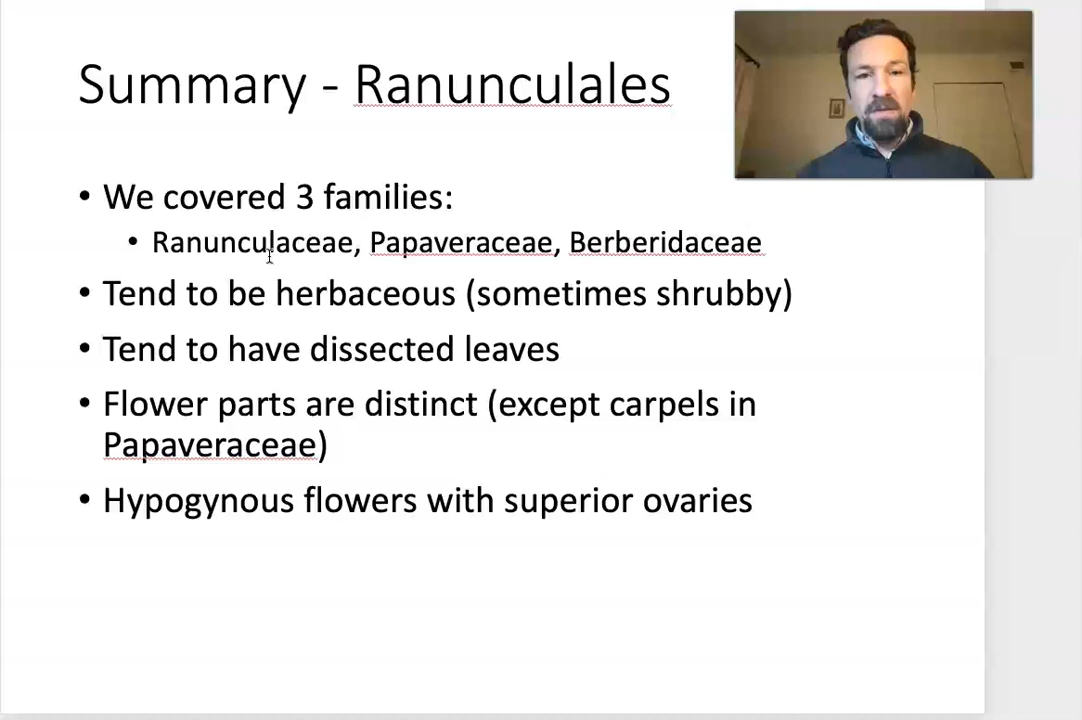 Summary - Ranunculales
• We covered 3 families:
• Ranunculaceae, Papaveraceae, Berberidaceae
• Tend to be herbaceous (sometimes shrubby)
• Tend to have dissected leaves
• Flower parts are distinct (except carpels in
Papaveraceae)
• Hypogynous flowers with superior ovaries